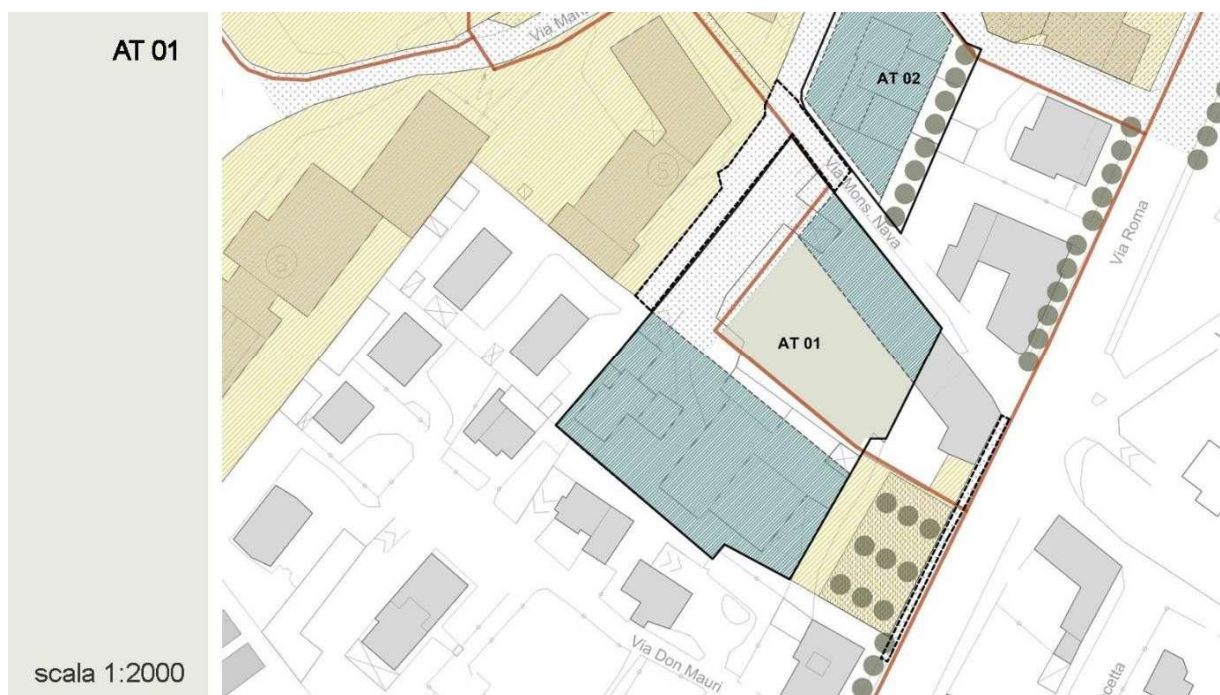 AT 01
AT 02
S
S
Via Mons. Nava
Via Roma
AT 01
Via Don Mauri
scala 1:2000